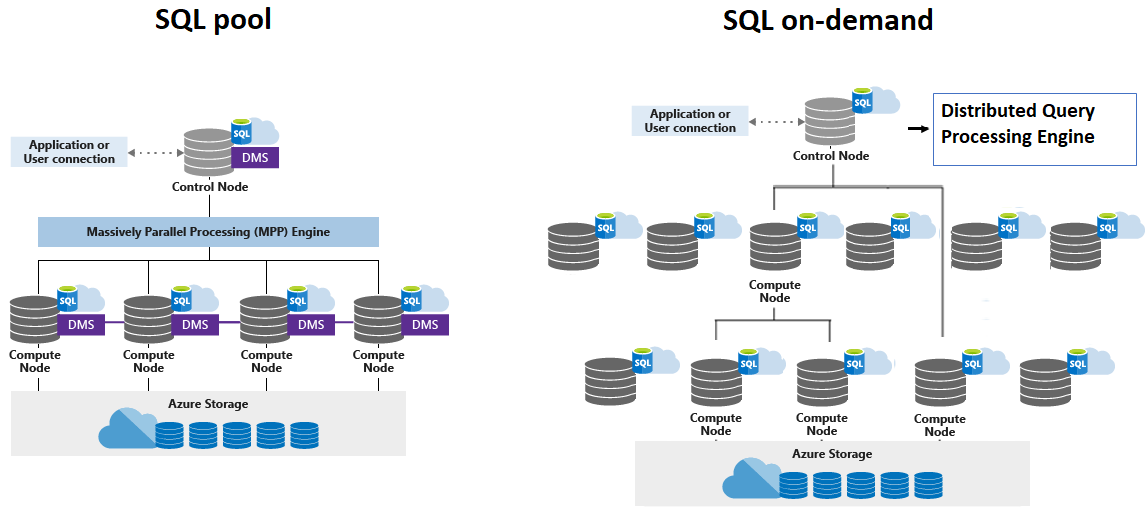 SQL pool
SQL on-demand
Application or
User connection
SQL
DMS
Control Node
Massively Parallel Processing (MPP) Engine
SQL
DMS
SQL
DMS
SQL
DMS
SQL
DMS
Compute
Node
Compute
Node
Compute
Node
Compute
Node
Azure Storage
Application or
User connection
SQL
Control Node
Distributed Query
Processing Engine
SQL
SQL
SQL
SQL
SQL
SQL
Compute
Node
SQL
SQL
SQL
SQL
SQL
Compute
Node
Compute
Node
Compute
Node
Azure Storage